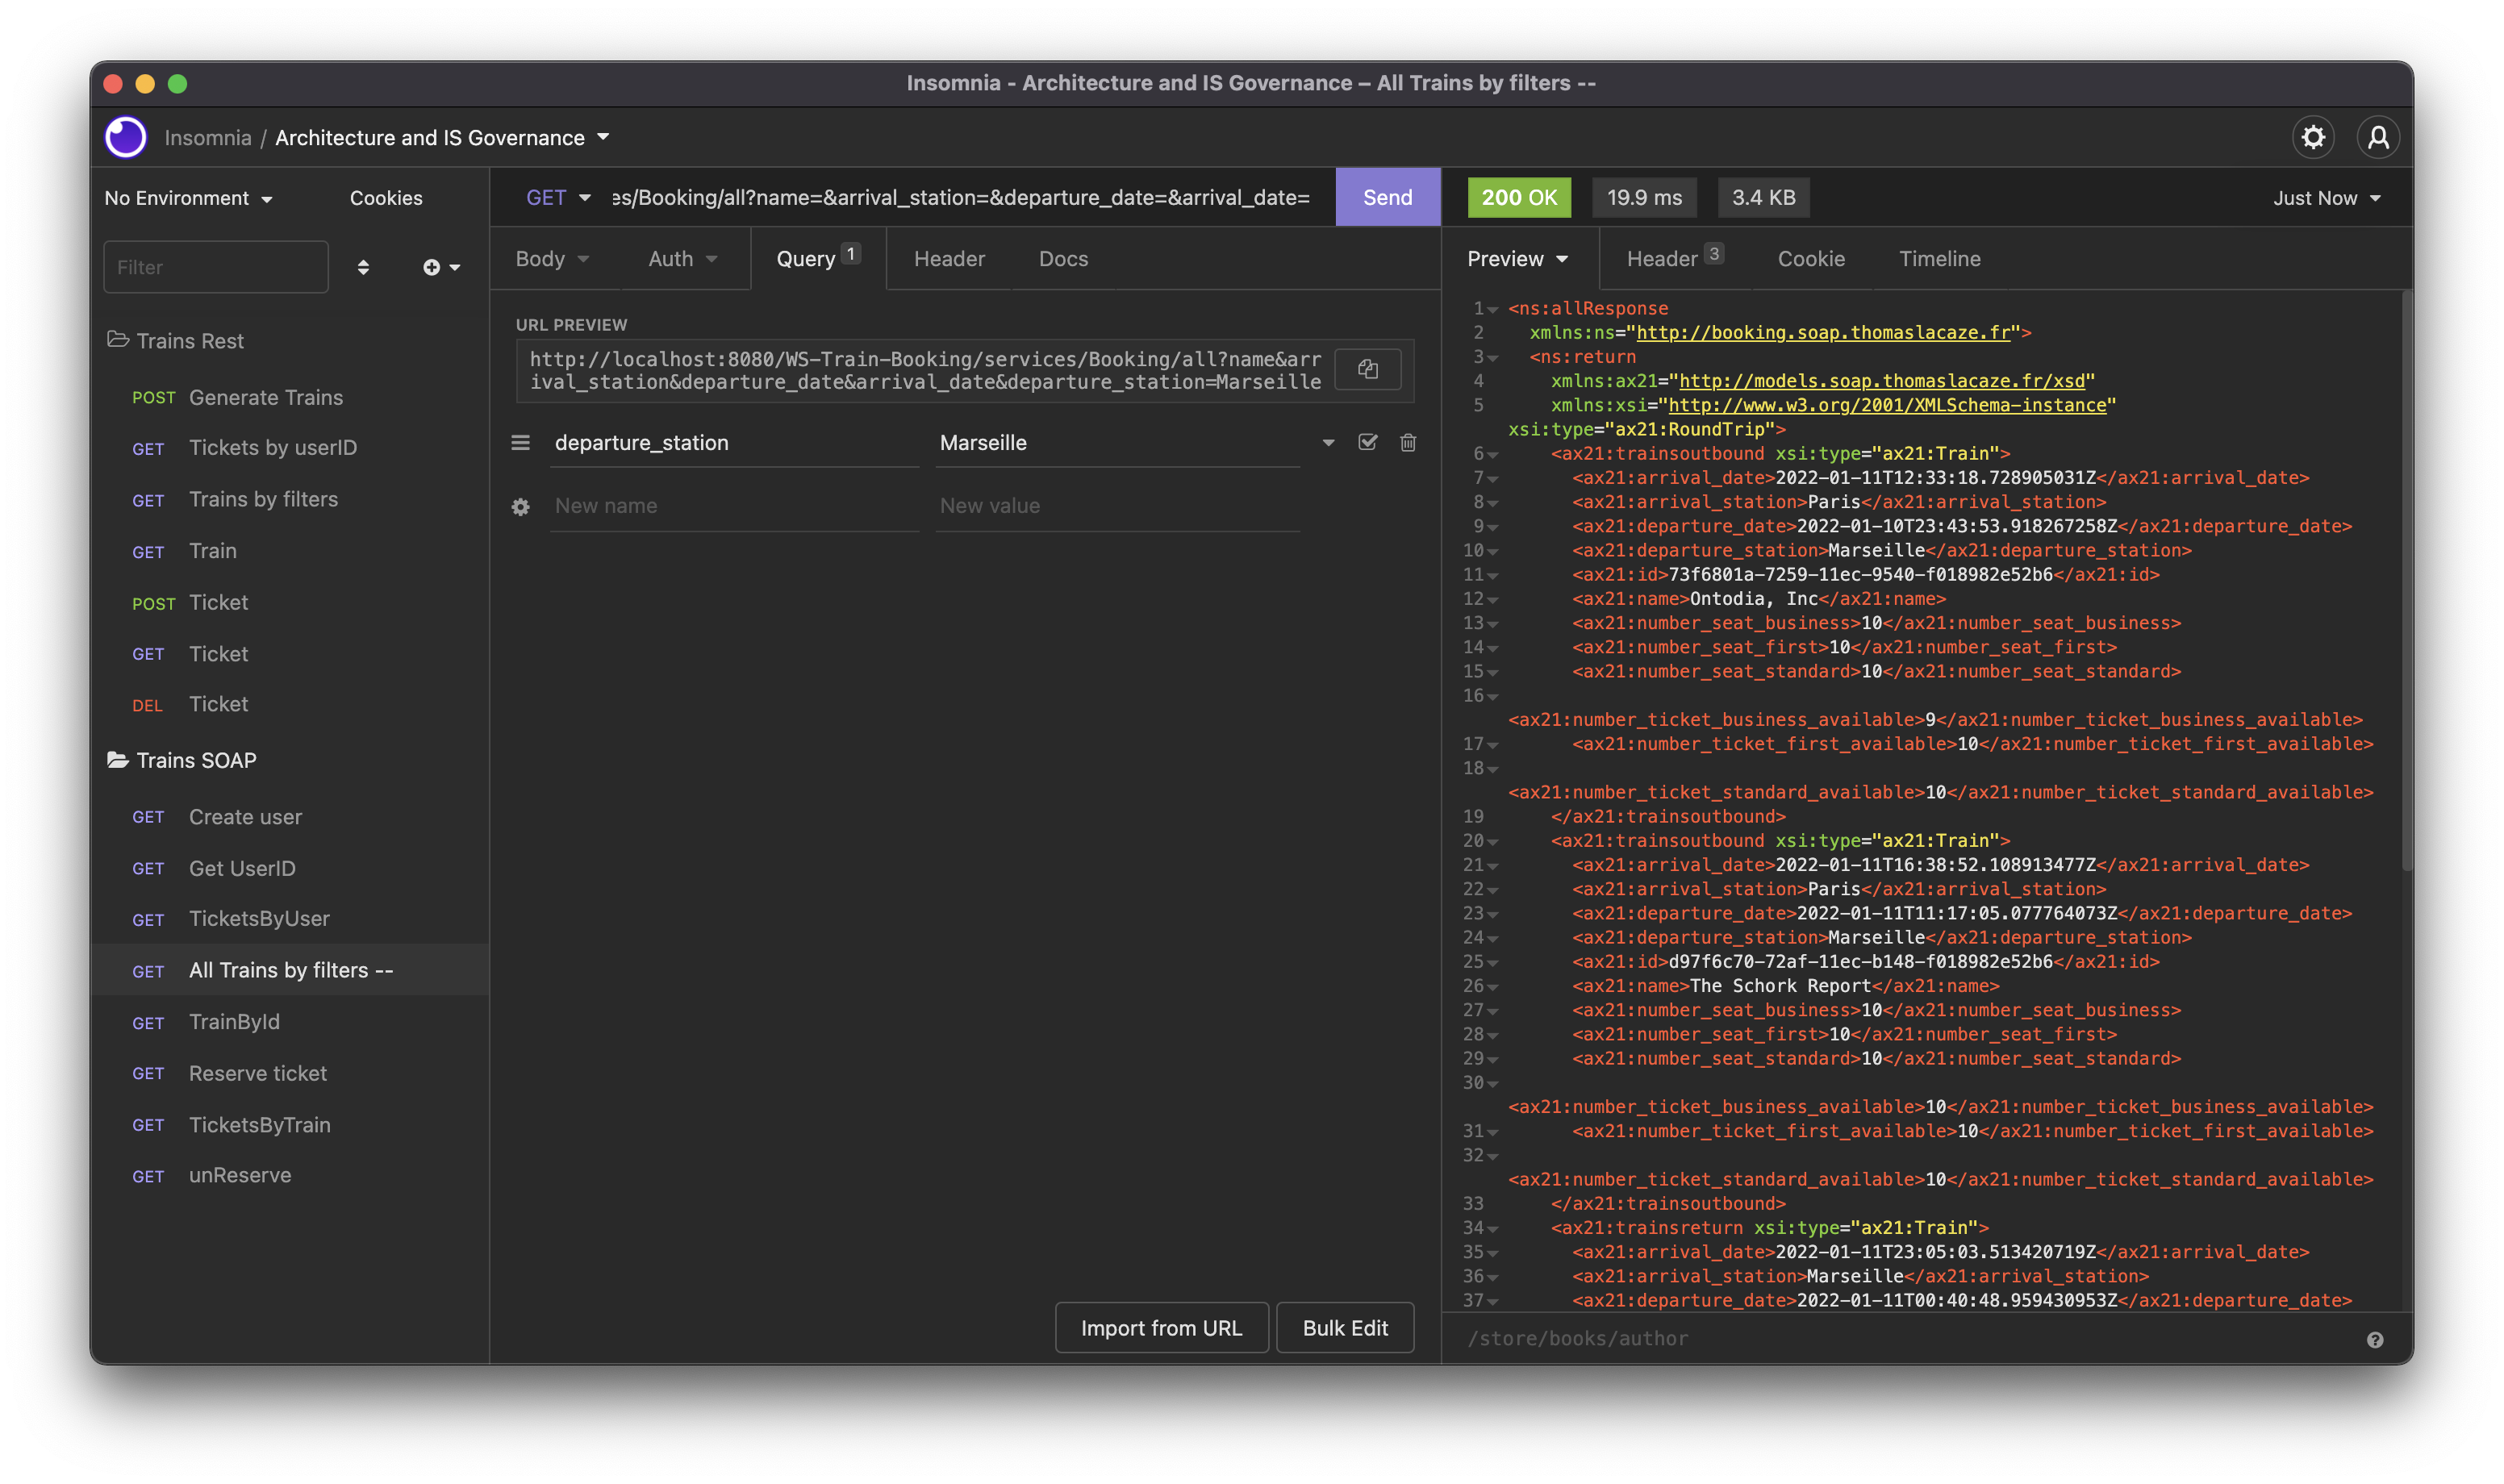 Insomnia - Architecture and IS Governance – All Trains by filters --
Insomnia / Architecture and IS Governance
No Environment
Cookies
Filter
Trains Rest
POST Generate Trains
GET Tickets by userID
GET Trains by filters
GET Train
POST Ticket
GET Ticket
DEL Ticket
Trains SOAP
GET Create user
GET Get UserID
GET TicketsByUser
GET All Trains by filters --
GET TrainById
GET Reserve ticket
GET TicketsByTrain
GET unReserve
GET es/Booking/all?name=&arrival_station=&departure_date=&arrival_date= Send
Body Auth Query 1 Header Docs
URL PREVIEW
http://localhost:8080/WS-Train-Booking/services/Booking/all?name&arr
ival_station&departure_date&arrival_date&departure_station=Marseille
departure_station Marseille
New name New value
Import from URL Bulk Edit
200 OK 19.9 ms 3.4 KB Just Now
Preview Header 3 Cookie Timeline
1 <ns:allResponse
2 xmlns:ns="http://booking.soap.thomaslacaze.fr">
3 <ns:return
4 xmlns:ax21="http://models.soap.thomaslacaze.fr/xsd"
5 xmlns:xsi="http://www.w3.org/2001/XMLSchema-instance"
xsi:type="ax21:RoundTrip">
6 <ax21:trainsoutbound xsi:type="ax21:Train">
7 <ax21:arrival_date>2022-01-11T12:33:18.728905031Z</ax21:arrival_date>
8 <ax21:arrival_station>Paris</ax21:arrival_station>
9 <ax21:departure_date>2022-01-10T23:43:53.918267258Z</ax21:departure_date>
10 <ax21:departure_station>Marseille</ax21:departure_station>
11 <ax21:id>73f6801a-7259-11ec-9540-f018982e52b6</ax21:id>
12 <ax21:name>Ontodia, Inc</ax21:name>
13 <ax21:number_seat_business>10</ax21:number_seat_business>
14 <ax21:number_seat_first>10</ax21:number_seat_first>
15 <ax21:number_seat_standard>10</ax21:number_seat_standard>
16
<ax21:number_ticket_business_available>9</ax21:number_ticket_business_available>
17 <ax21:number_ticket_first_available>10</ax21:number_ticket_first_available>
18
<ax21:number_ticket_standard_available>10</ax21:number_ticket_standard_available>
19 </ax21:trainsoutbound>
20 <ax21:trainsoutbound xsi:type="ax21:Train">
21 <ax21:arrival_date>2022-01-11T16:38:52.108913477Z</ax21:arrival_date>
22 <ax21:arrival_station>Paris</ax21:arrival_station>
23 <ax21:departure_date>2022-01-11T11:17:05.077764073Z</ax21:departure_date>
24 <ax21:departure_station>Marseille</ax21:departure_station>
25 <ax21:id>d97f6c70-72af-11ec-b148-f018982e52b6</ax21:id>
26 <ax21:name>The Schork Report</ax21:name>
27 <ax21:number_seat_business>10</ax21:number_seat_business>
28 <ax21:number_seat_first>10</ax21:number_seat_first>
29 <ax21:number_seat_standard>10</ax21:number_seat_standard>
30
<ax21:number_ticket_business_available>10</ax21:number_ticket_business_available>
31 <ax21:number_ticket_first_available>10</ax21:number_ticket_first_available>
32
<ax21:number_ticket_standard_available>10</ax21:number_ticket_standard_available>
33 </ax21:trainsoutbound>
34 <ax21:trainsreturn xsi:type="ax21:Train">
35 <ax21:arrival_date>2022-01-11T23:05:03.513420719Z</ax21:arrival_date>
36 <ax21:arrival_station>Marseille</ax21:arrival_station>
37 <ax21:departure_date>2022-01-11T00:40:48.959430953Z</ax21:departure_date>
/store/books/author